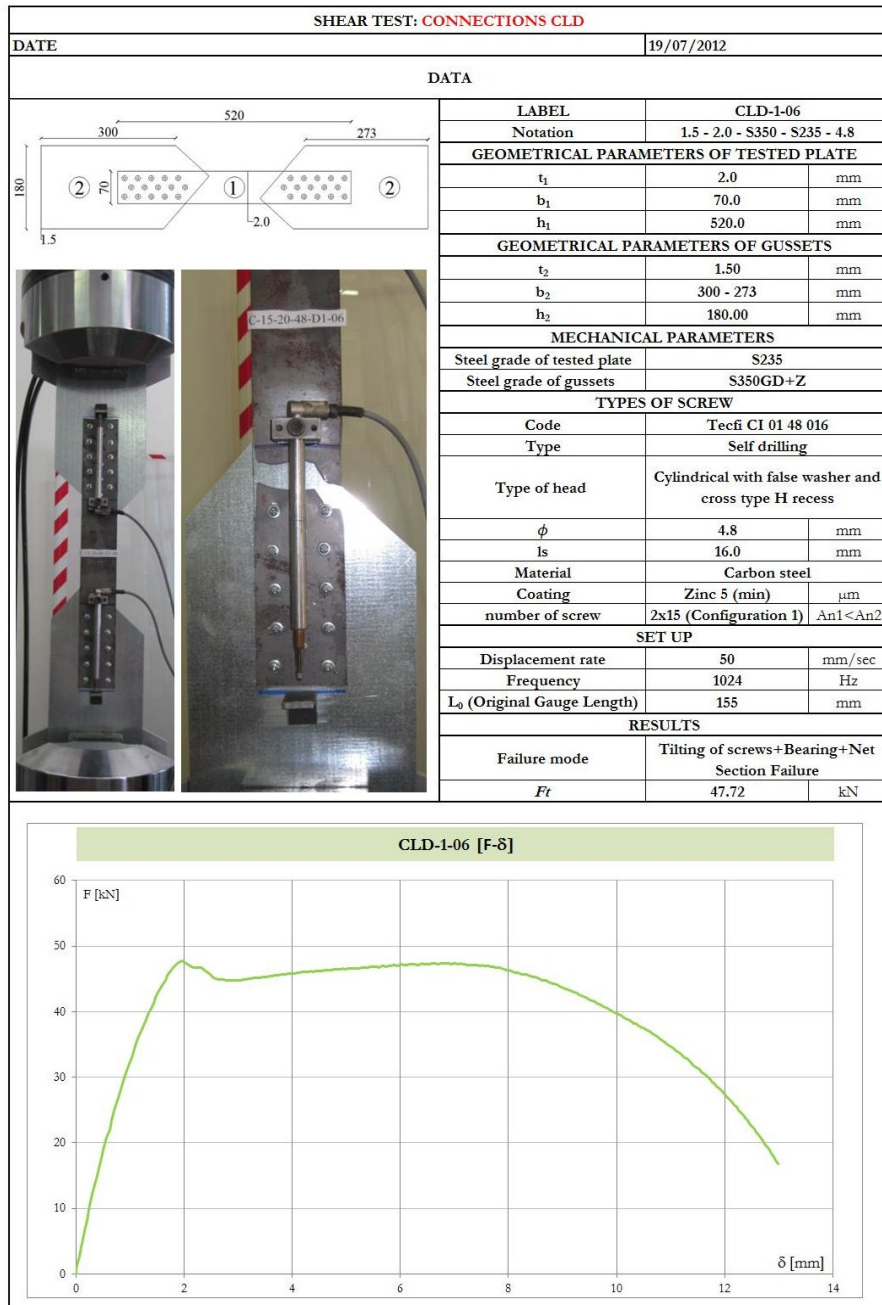 SHEAR TEST: CONNECTIONS CLD
DATE 19/07/2012
DATA
520
300 273
180 2 70 1 2
2.0
1.5
C-15-20-48-D1-06
LABEL CLD-1-06
Notation 1.5 - 2.0 - S350 - S235 - 4.8
GEOMETRICAL PARAMETERS OF TESTED PLATE
t1 2.0 mm
b1 70.0 mm
h1 520.0 mm
GEOMETRICAL PARAMETERS OF GUSSETS
t2 1.50 mm
b2 300 - 273 mm
h2 180.00 mm
MECHANICAL PARAMETERS
Steel grade of tested plate S235
Steel grade of gussets S350GD+Z
TYPES OF SCREW
Code Tecfi CI 01 48 016
Type Self drilling
Type of head Cylindrical with false washer and
cross type H recess
ϕ 4.8 mm
ls 16.0 mm
Material Carbon steel
Coating Zinc 5 (min) μm
number of screw 2x15 (Configuration 1) An1<An2
SET UP
Displacement rate 50 mm/sec
Frequency 1024 Hz
L0 (Original Gauge Length) 155 mm
RESULTS
Failure mode Tilting of screws+Bearing+Net
Section Failure
Ft 47.72 kN
CLD-1-06 [F-δ]
60
F [kN]
50
40
30
20
10
δ [mm]
0
0 2 4 6 8 10 12 14